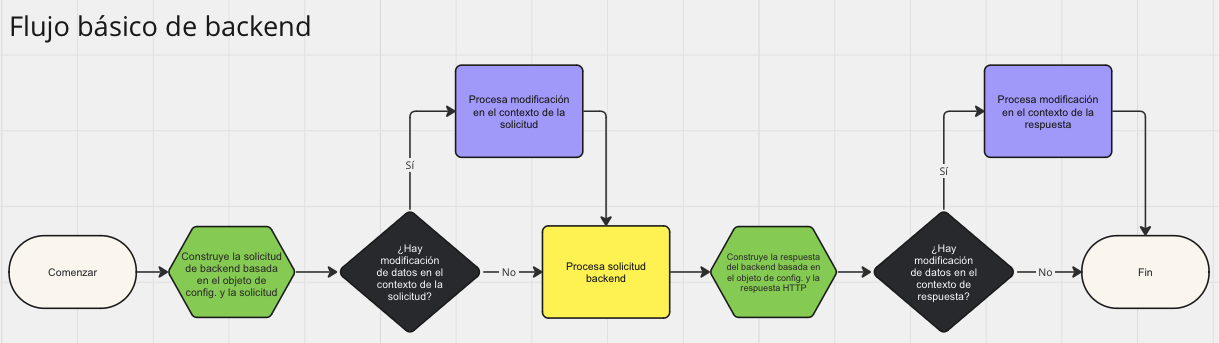 Flujo básico de backend
Procesa modificación
en el contexto de la
solicitud
Procesa modificación
en el contexto de la
respuesta
Sí
Sí
Comenzar
Construye la solicitud
de backend basada
en el objeto de
config. y la solicitud
¿Hay
modificación
de datos en el
contexto de la
solicitud?
No
Procesa solicitud
backend
Construye la respuesta
del backend basada en
el objeto de config. y la
respuesta HTTP
¿Hay
modificación
de datos en el
contexto de
respuesta?
No
Fin